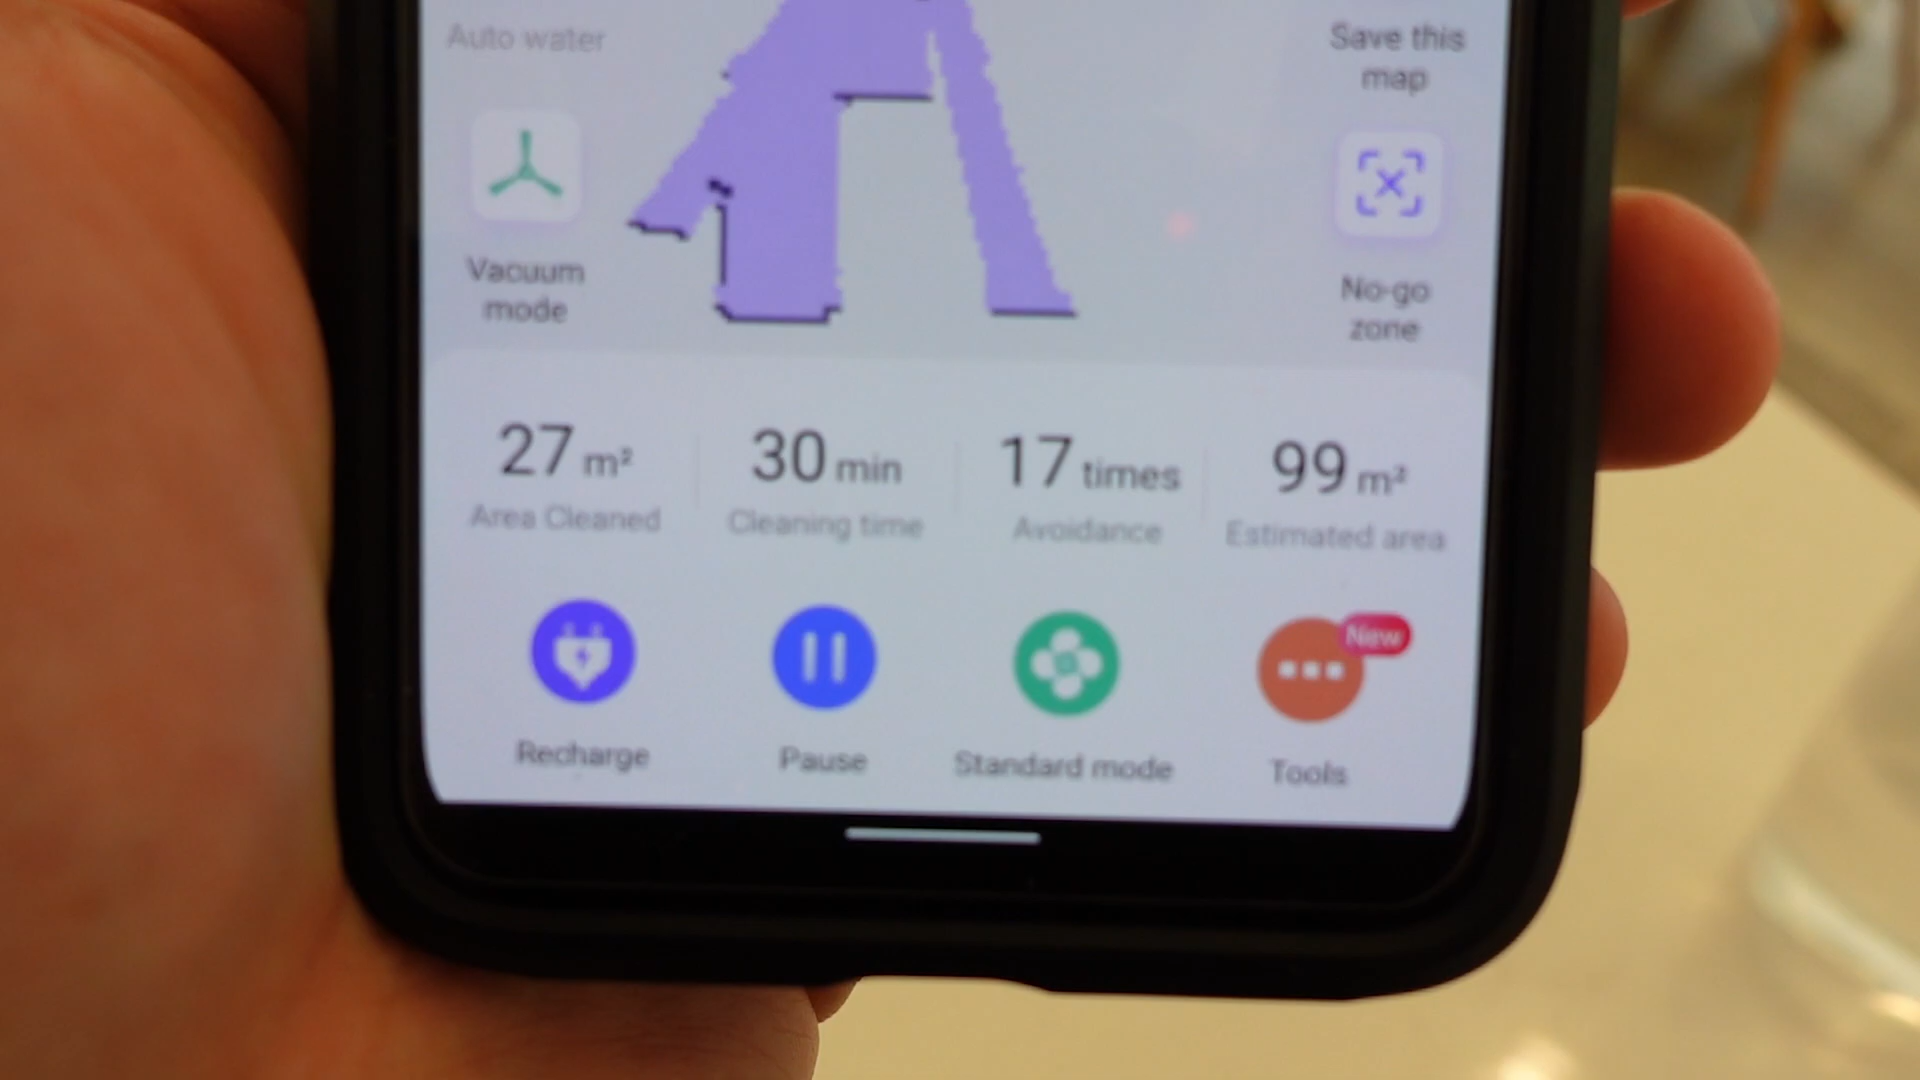 Auto water
Save this
map
Vacuum
mode
No-go
zone
27 m²
30 min
17 times
99 m²
Area Cleaned
Cleaning time
Avoidance
Estimated area
New
Recharge
Pause
Standard mode
Tools